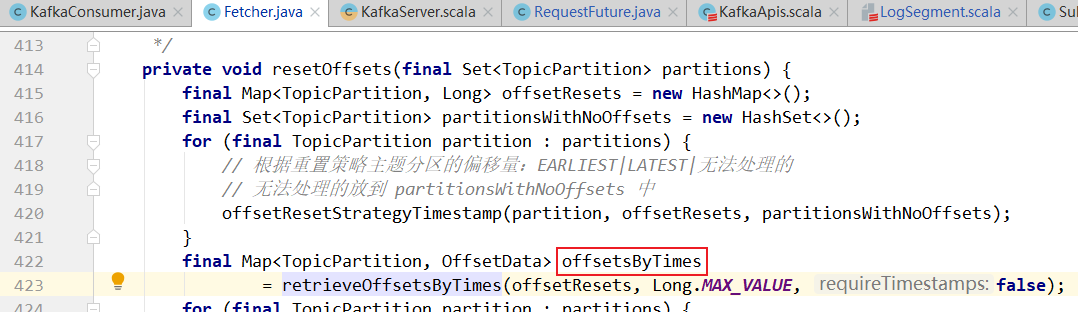 KafkaConsumer.java Fetcher.java KafkaServer.scala RequestFuture.java KafkaApis.scala LogSegment.scala Sul
413 */
414 private void resetOffsets(final Set<TopicPartition> partitions) {
415 final Map<TopicPartition, Long> offsetResets = new HashMap<>();
416 final Set<TopicPartition> partitionsWithNoOffsets = new HashSet<>();
417 for (final TopicPartition partition : partitions) {
418 // 根据重置策略主题分区的偏移量：EARLIEST|LATEST|无法处理的
419 // 无法处理的放到 partitionsWithNoOffsets 中
420 offsetResetStrategyTimestamp(partition, offsetResets, partitionsWithNoOffsets);
421 }
422 final Map<TopicPartition, OffsetData> offsetsByTimes
423 = retrieveOffsetsByTimes(offsetResets, Long.MAX_VALUE, requireTimestamps: false);
424 for (final TopicPartition partition : partitions) {